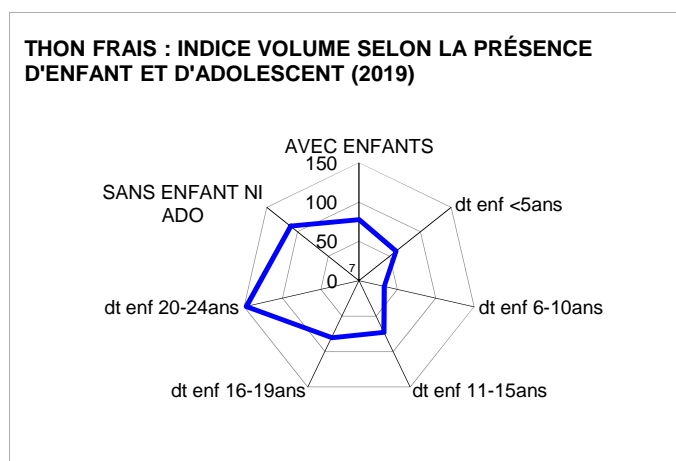 THON FRAIS : INDICE VOLUME SELON LA PRÉSENCE
D'ENFANT ET D'ADOLESCENT (2019)
AVEC ENFANTS
150
100
50
0
7
dt enf <5ans
dt enf 6-10ans
dt enf 11-15ans
dt enf 16-19ans
dt enf 20-24ans
SANS ENFANT NI
ADO